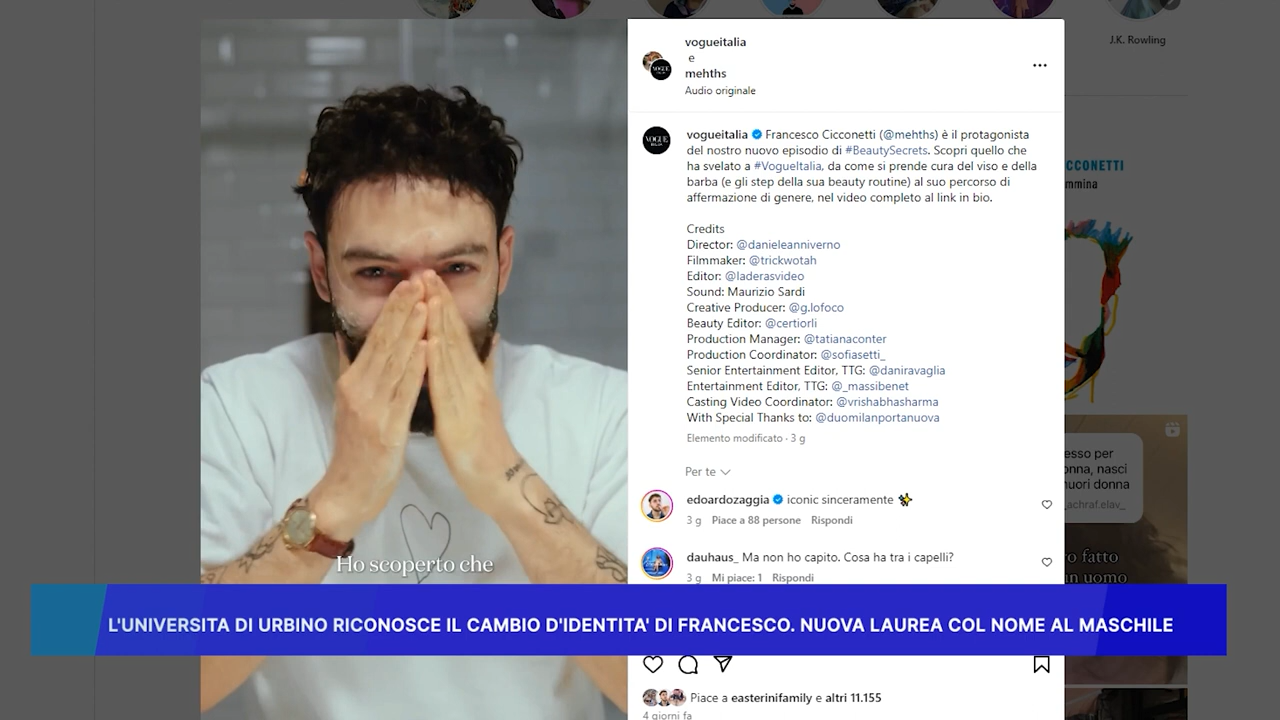 J.K. Rowling
vogueitalia
e
mehths
Audio originale
VOGUE
vogueitalia Francesco Cicconetti (@mehths) è il protagonista
del nostro nuovo episodio di #BeautySecrets. Scopri quello che
ha svelato a #VogueItalia, da come si prende cura del viso e della
barba (e gli step della sua beauty routine) al suo percorso di
affermazione di genere, nel video completo al link in bio.
Credits
Director: @danieleanniverno
Filmmaker: @trickwotah
Editor: @laderasvideo
Sound: Maurizio Sardi
Creative Producer: @g.lofoco
Beauty Editor: @certiorli
Production Manager: @tatianaconter
Production Coordinator: @sofiasetti_
Senior Entertainment Editor, TTG: @daniravaglia
Entertainment Editor, TTG: @_massibenet
Casting Video Coordinator: @vrishabhasharma
With Special Thanks to: @duomilanportanuova
Elemento modificato · 3 g
Per te
edoardozaggia iconic sinceramente ✨
3 g Piace a 88 persone Rispondi
dauhaus_ Ma non ho capito. Cosa ha tra i capelli?
3 g Mi piace: 1 Rispondi
CCONETTI
mmina
esso per
onna, nasci
nuori donna
_achraf.elav_
ro fatto
un uomo
Ho scoperto che
L'UNIVERSITA DI URBINO RICONOSCE IL CAMBIO D'IDENTITA' DI FRANCESCO. NUOVA LAUREA COL NOME AL MASCHILE
Piace a easterinifamily e altri 11.155
4 giorni fa